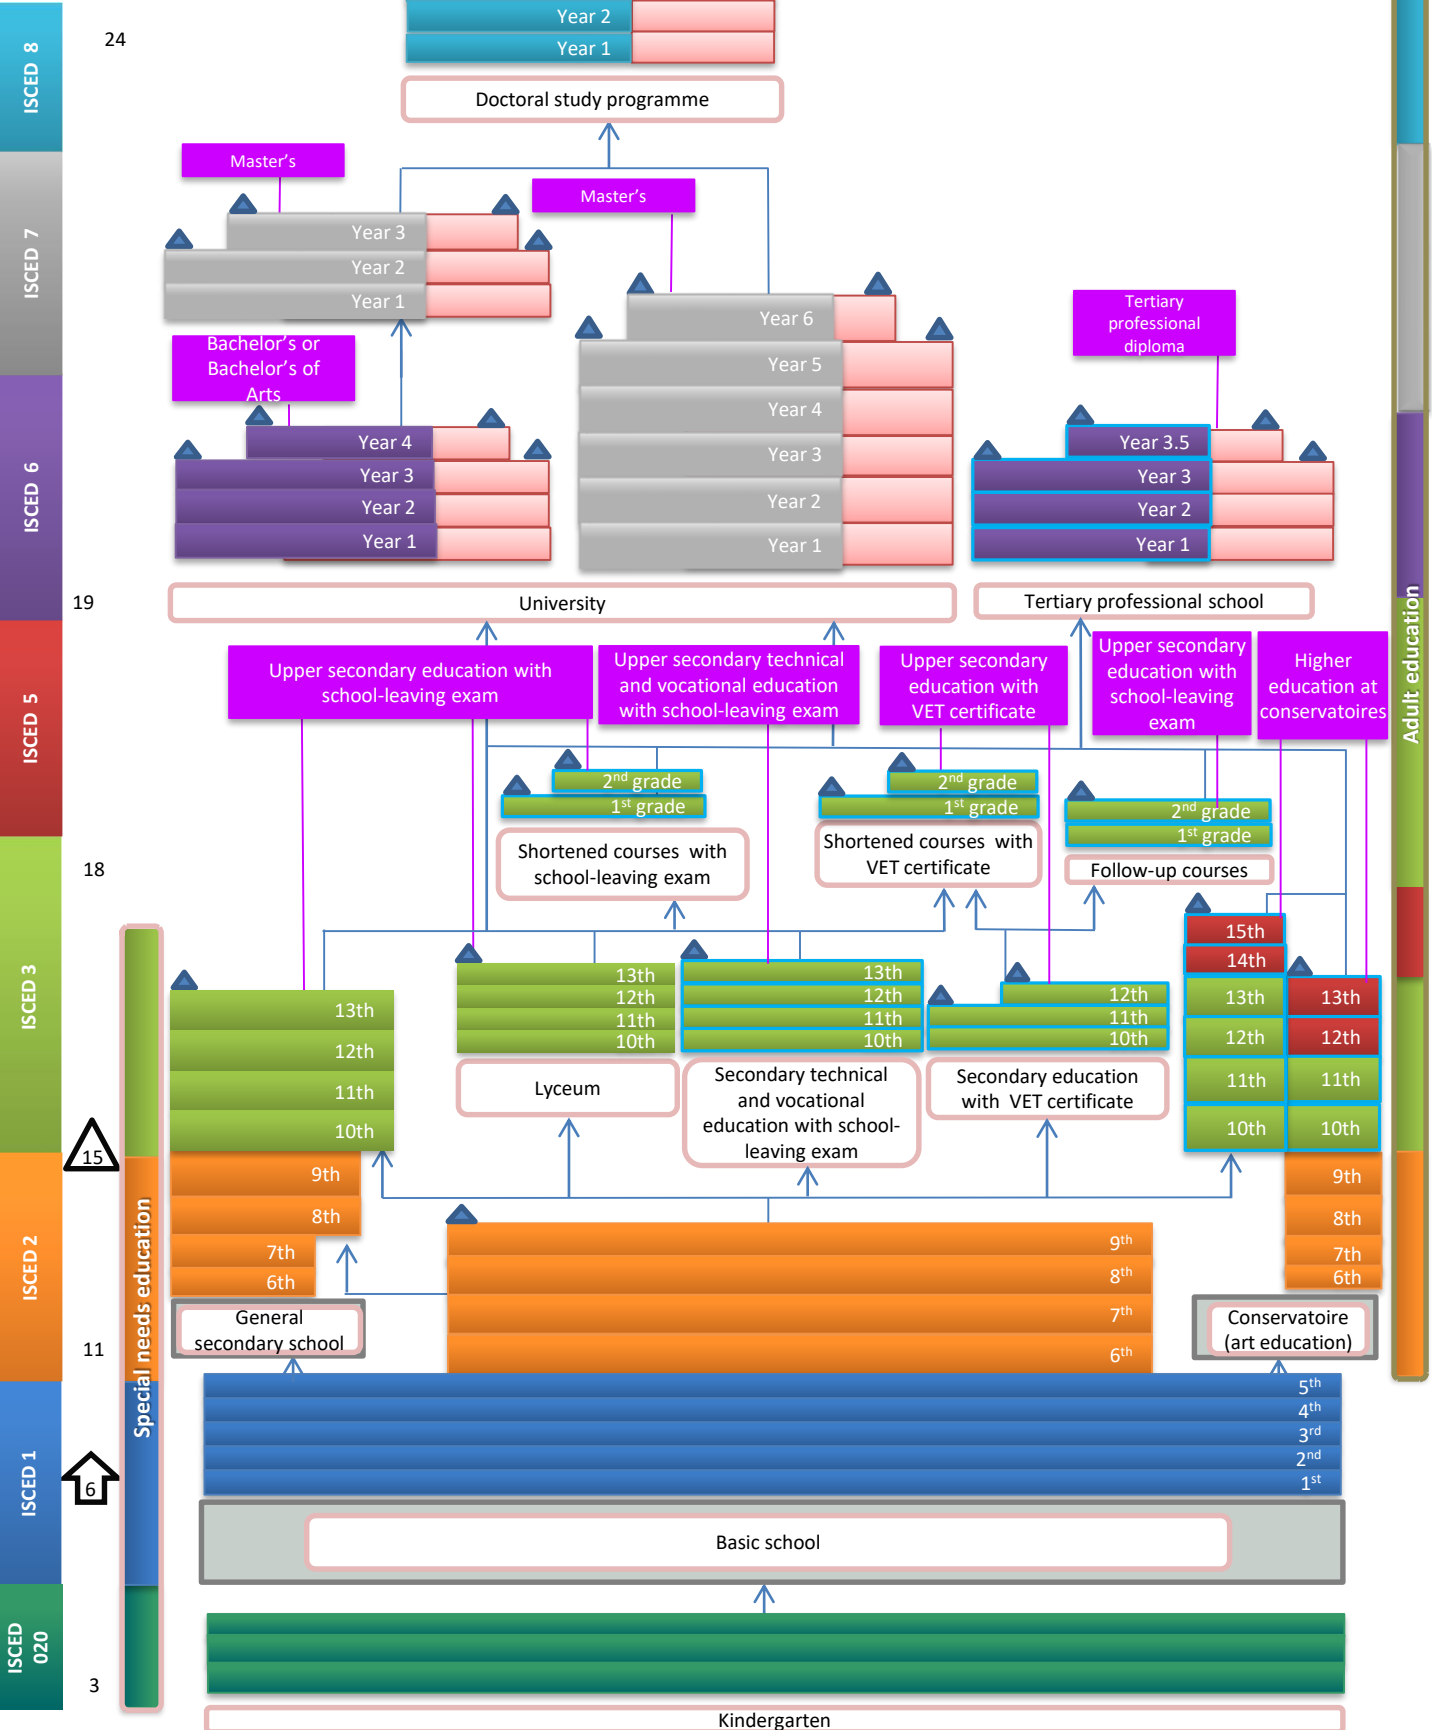 ISCED 8
24
Year 2
Year 1
Doctoral study programme
ISCED 7
Master's
Master's
Year 3
Year 2
Year 1
Year 6
Year 5
Year 4
Year 3
Year 2
Year 1
Tertiary
professional
diploma
Bachelor's or
Bachelor's of
Arts
ISCED 6
Year 4
Year 3
Year 2
Year 1
Year 3.5
Year 3
Year 2
Year 1
19
University
Tertiary professional school
Adult education
ISCED 5
Upper secondary education with
school-leaving exam
Upper secondary technical
and vocational education
with school-leaving exam
Upper secondary
education with
VET certificate
Upper secondary
education with
school-leaving
exam
Higher
education at
conservatoires
2nd grade
1st grade
2nd grade
1st grade
2nd grade
1st grade
18
Shortened courses with
school-leaving exam
Shortened courses with
VET certificate
Follow-up courses
ISCED 3
13th
12th
11th
10th
13th
12th
11th
10th
13th
12th
11th
10th
12th
11th
10th
15th
14th
13th
12th
11th
10th
13th
12th
11th
10th
Lyceum
Secondary technical
and vocational
education with school-
leaving exam
Secondary education
with VET certificate
15
ISCED 2
Special needs education
9th
8th
7th
6th
9th
8th
7th
6th
9th
8th
7th
6th
General
secondary school
Conservatoire
(art education)
11
ISCED 1
6
5th
4th
3rd
2nd
1st
Basic school
ISCED
020
3
Kindergarten